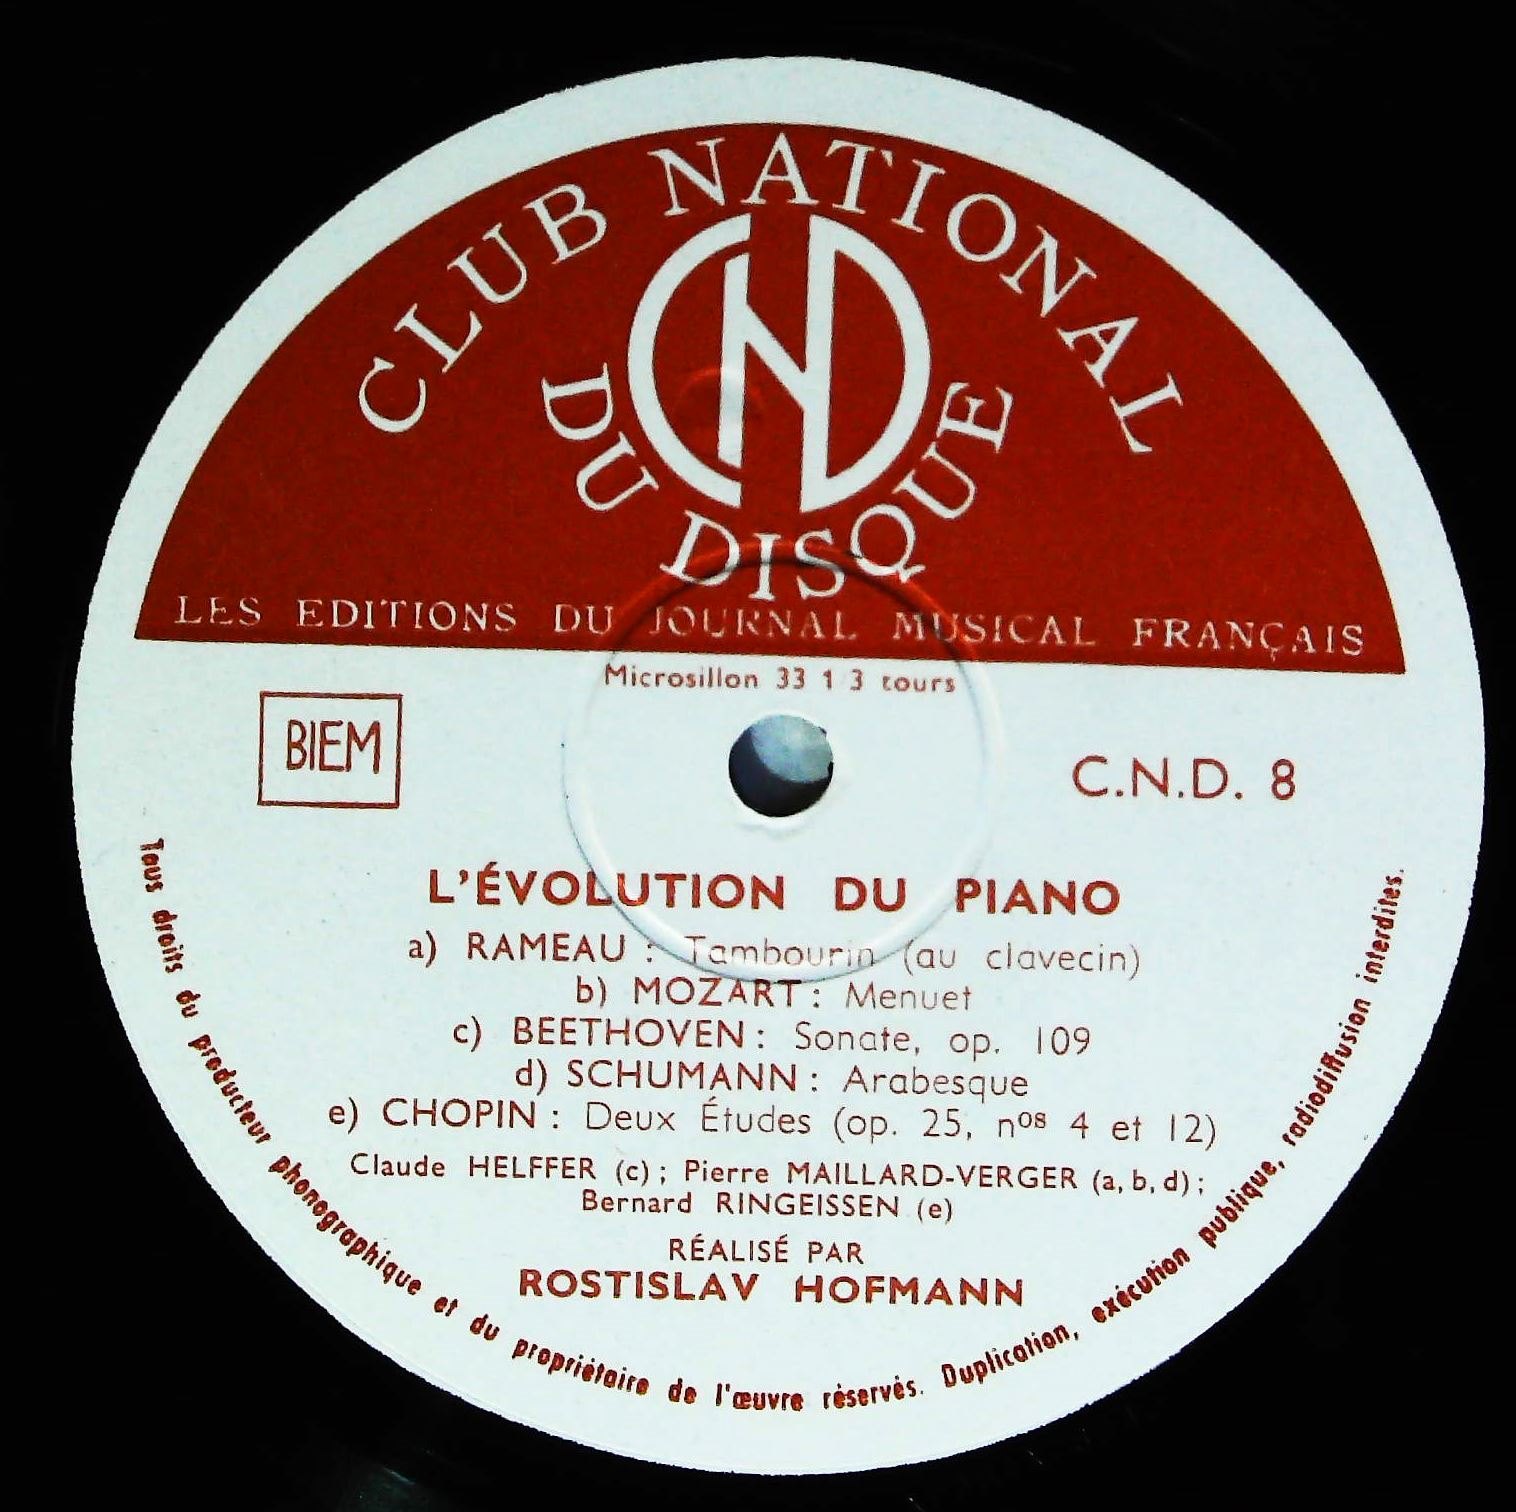 CLUB NATIONAL
DU DISQUE
LES EDITIONS DU JOURNAL MUSICAL FRANÇAIS
Microsillon 33 1 3 tours
BIEM
C.N.D. 8
L'ÉVOLUTION DU PIANO
a) RAMEAU : Tambourin (au clavecin)
b) MOZART : Menuet
c) BEETHOVEN : Sonate, op. 109
d) SCHUMANN : Arabesque
e) CHOPIN : Deux Études (op. 25, nos 4 et 12)
Claude HELFFER (c) ; Pierre MAILLARD-VERGER (a, b, d) ;
Bernard RINGEISSEN (e)
RÉALISÉ PAR
ROSTISLAV HOFMANN
Tous droits du producteur phonographique et du propriétaire de l'œuvre réservés. Duplication, exécution publique, radiodiffusion interdites.